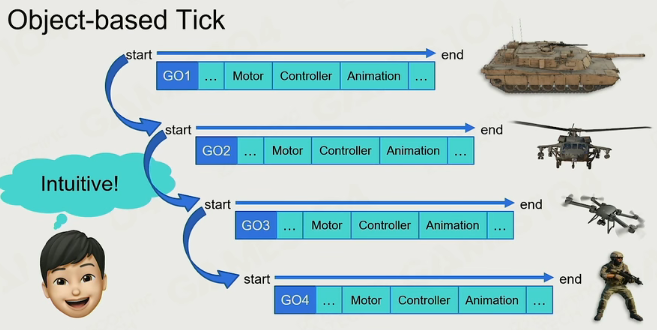 Object-based Tick
start end
GO1 ... Motor Controller Animation ...
start end
GO2 ... Motor Controller Animation ...
Intuitive!
start end
GO3 ... Motor Controller Animation ...
start end
GO4 ... Motor Controller Animation ...